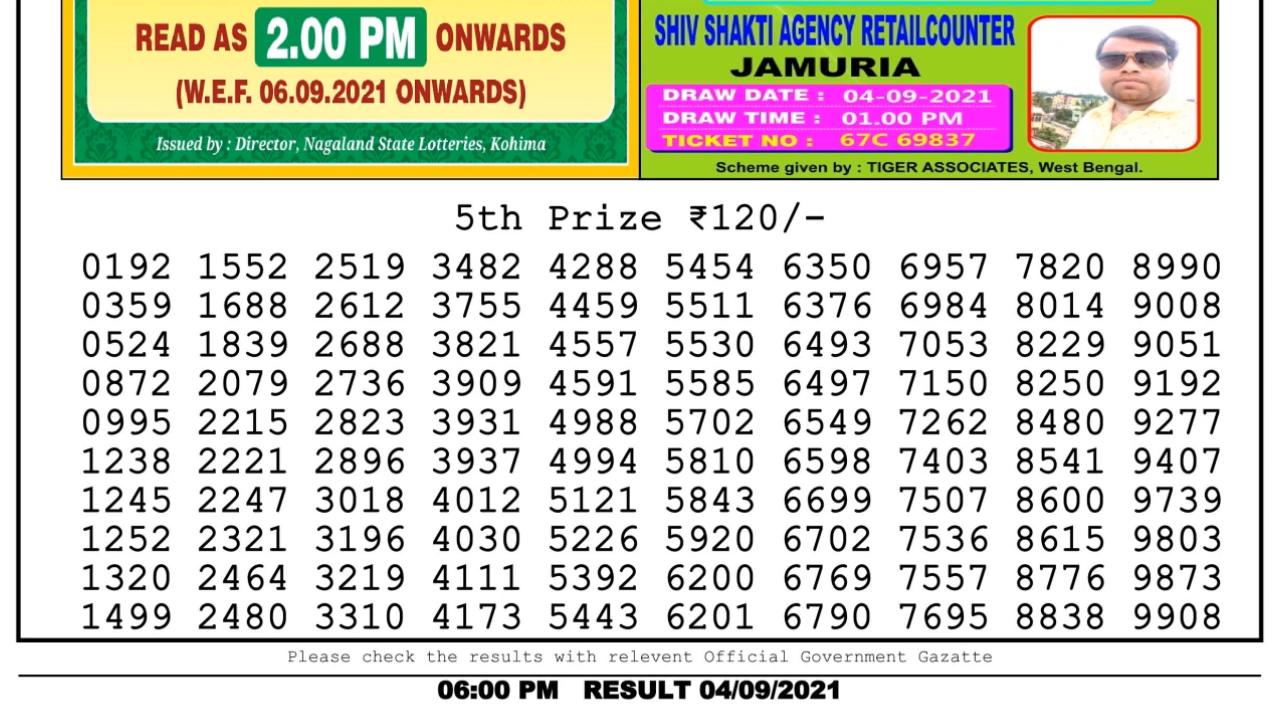 READ AS 2.00 PM ONWARDS
(W.E.F. 06.09.2021 ONWARDS)
Issued by : Director, Nagaland State Lotteries, Kohima
SHIV SHAKTI AGENCY RETAILCOUNTER
JAMURIA
DRAW DATE : 04-09-2021
DRAW TIME : 01.00 PM
TICKET NO : 67C 69837
Scheme given by : TIGER ASSOCIATES, West Bengal.
5th Prize ₹120/-
0192 1552 2519 3482 4288 5454 6350 6957 7820 8990
0359 1688 2612 3755 4459 5511 6376 6984 8014 9008
0524 1839 2688 3821 4557 5530 6493 7053 8229 9051
0872 2079 2736 3909 4591 5585 6497 7150 8250 9192
0995 2215 2823 3931 4988 5702 6549 7262 8480 9277
1238 2221 2896 3937 4994 5810 6598 7403 8541 9407
1245 2247 3018 4012 5121 5843 6699 7507 8600 9739
1252 2321 3196 4030 5226 5920 6702 7536 8615 9803
1320 2464 3219 4111 5392 6200 6769 7557 8776 9873
1499 2480 3310 4173 5443 6201 6790 7695 8838 9908
Please check the results with relevent Official Government Gazatte
06:00 PM RESULT 04/09/2021